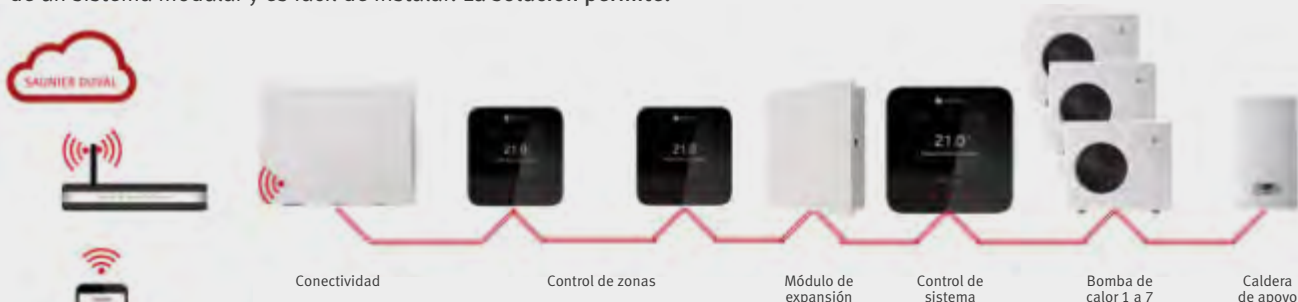 de un sistema modular y es fácil de instalar. La solución permite:
SAUNIER DUVAL
21.0
21.0
21.0°
Conectividad
Control de zonas
Módulo de
expansión
Control de
sistema
Bomba de
calor 1 a 7
Caldera
de apoyo